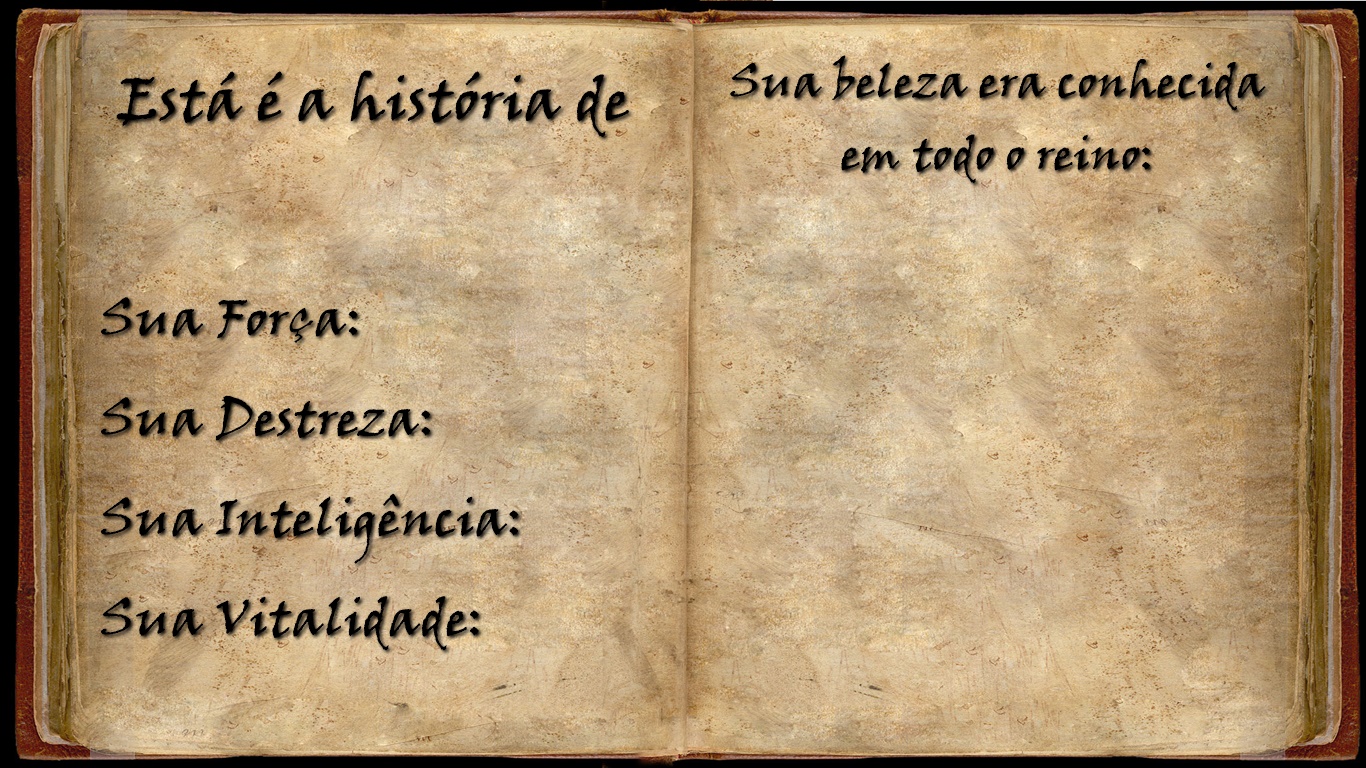 Está é a história de
Sua Força:
Sua Destreza:
Sua Inteligência:
Sua Vitalidade:
Sua beleza era conhecida
em todo o reino: